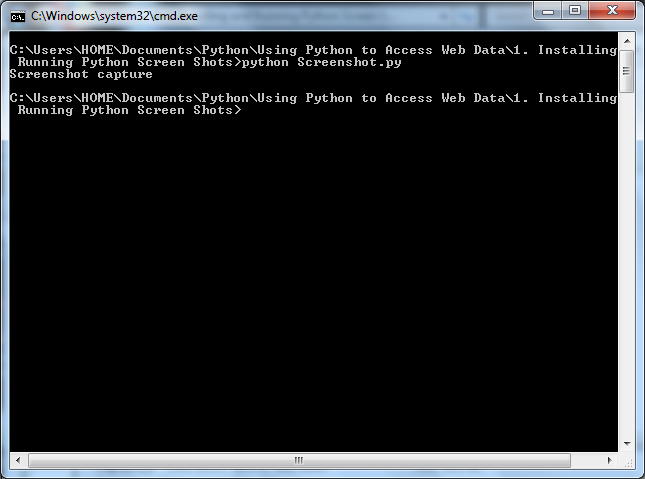 C:\Windows\system32\cmd.exe
C:\Users\HOME\Documents\Python\Using Python to Access Web Data\1. Installing
Running Python Screen Shots>python Screenshot.py
Screenshot capture
C:\Users\HOME\Documents\Python\Using Python to Access Web Data\1. Installing
Running Python Screen Shots>